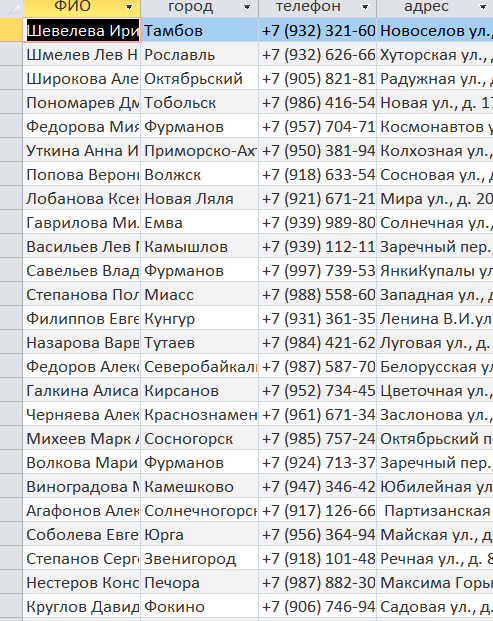 ФИО город телефон адрес
Шевелева Ири Тамбов +7 (932) 321-60 Новоселов ул.,
Шмелев Лев Н Рославль +7 (932) 626-66 Хуторская ул.,
Широкова Але Октябрьский +7 (905) 821-81 Радужная ул., д
Пономарев Дм Тобольск +7 (986) 416-54 Новая ул., д. 17
Федорова Мия Фурманов +7 (957) 704-71 Космонавтов у
Уткина Анна И Приморско-Ахт +7 (950) 381-94 Колхозная ул.,
Попова Верони Волжск +7 (918) 633-54 Сосновая ул., д
Лобанова Ксен Новая Ляля +7 (921) 671-21 Мира ул., д. 20
Гаврилова Мил Емва +7 (939) 989-80 Солнечная ул.,
Васильев Лев М Камышлов +7 (939) 112-11 Заречный пер.,
Савельев Влад Фурманов +7 (997) 739-53 ЯнкиКупалы ул
Степанова Пол Миасс +7 (988) 558-60 Западная ул., д
Филиппов Евге Кунгур +7 (931) 361-35 Ленина В.И.ул
Назарова Варв Тутаев +7 (984) 421-62 Луговая ул., д.
Федоров Алекс Северобайкал +7 (987) 587-70 Белорусская ул
Галкина Алиса Кирсанов +7 (952) 734-45 Цветочная ул.,
Черняева Алек Краснознамен +7 (961) 671-34 Заслонова ул.,
Михеев Марк А Сосногорск +7 (985) 757-24 Октябрьский п
Волкова Мари Фурманов +7 (924) 713-37 Заречный пер.,
Виноградова М Камешково +7 (947) 346-42 Юбилейная ул
Агафонов Алек Солнечногорс +7 (917) 126-66 Партизанская
Соболева Евге Юрга +7 (956) 364-94 Майская ул., д
Степанов Серг Звенигород +7 (918) 101-48 Речная ул., д. 8
Нестеров Конс Печора +7 (987) 882-30 Максима Горь
Круглов Давид Фокино +7 (906) 746-94 Садовая ул., д